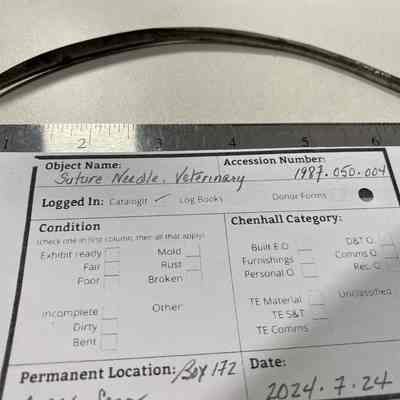 1 2 3 4 5 6
Object Name: Accession Number:
Suture Needle, Veterinary 1987.050.004
Logged In: CatalogIt ✓ Log Books Donor Forms
Condition Chenhall Category:
(check one in first column, then all that apply)
Exhibit ready Mold Built E.O. D&T O.
Fair Rust Furnishings Comms O.
Poor Broken Personal O. Rec. O.
Incomplete Other: TE Material Unclassified
Dirty TE S&T
Bent TE Comms
Permanent Location: Box 172 Date:
2024.7.24